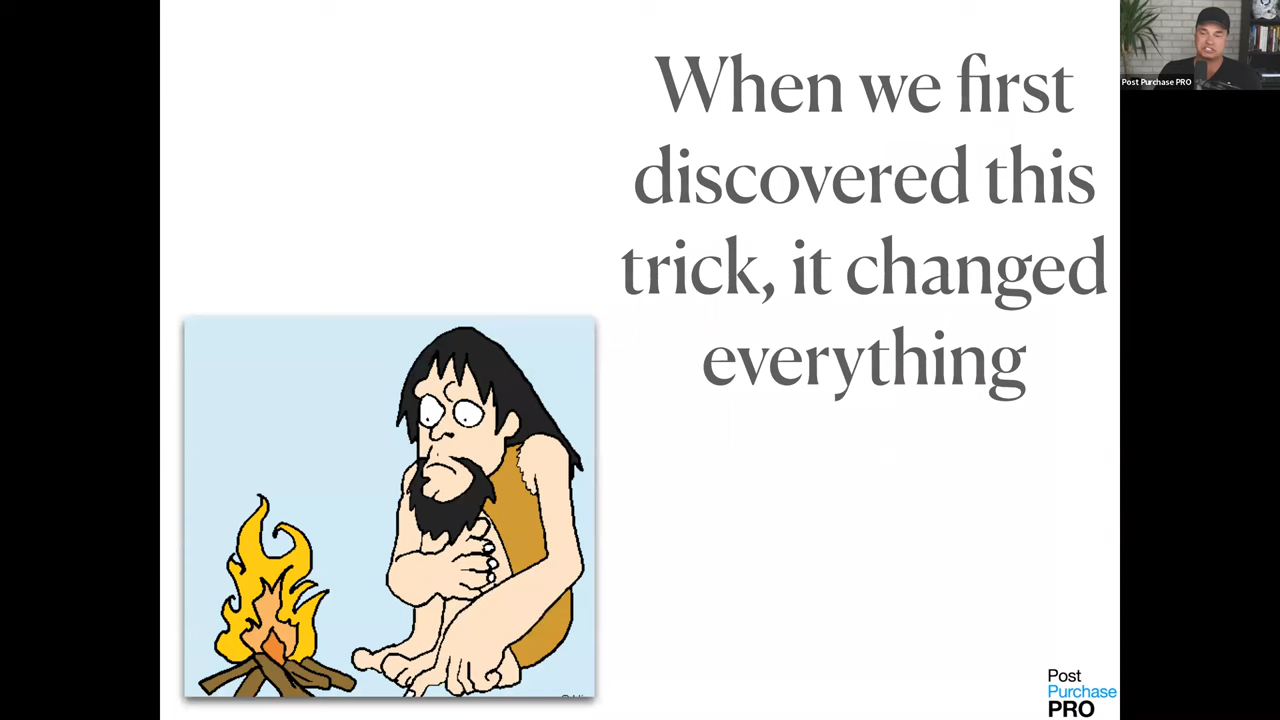 When we first
discovered this
trick, it changed
everything
Post Purchase PRO
Post
Purchase
PRO